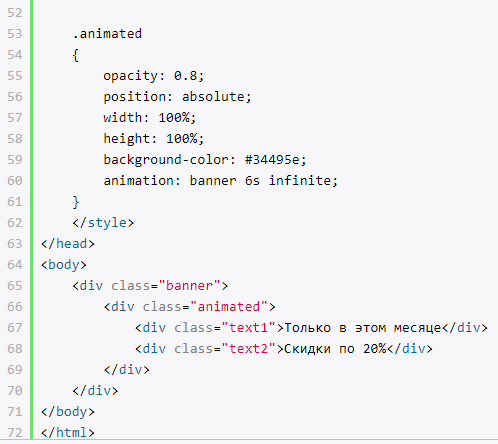 52
53 .animated
54 {
55 opacity: 0.8;
56 position: absolute;
57 width: 100%;
58 height: 100%;
59 background-color: #34495e;
60 animation: banner 6s infinite;
61 }
62 </style>
63 </head>
64 <body>
65 <div class="banner">
66 <div class="animated">
67 <div class="text1">Только в этом месяце</div>
68 <div class="text2">Скидки по 20%</div>
69 </div>
70 </div>
71 </body>
72 </html>